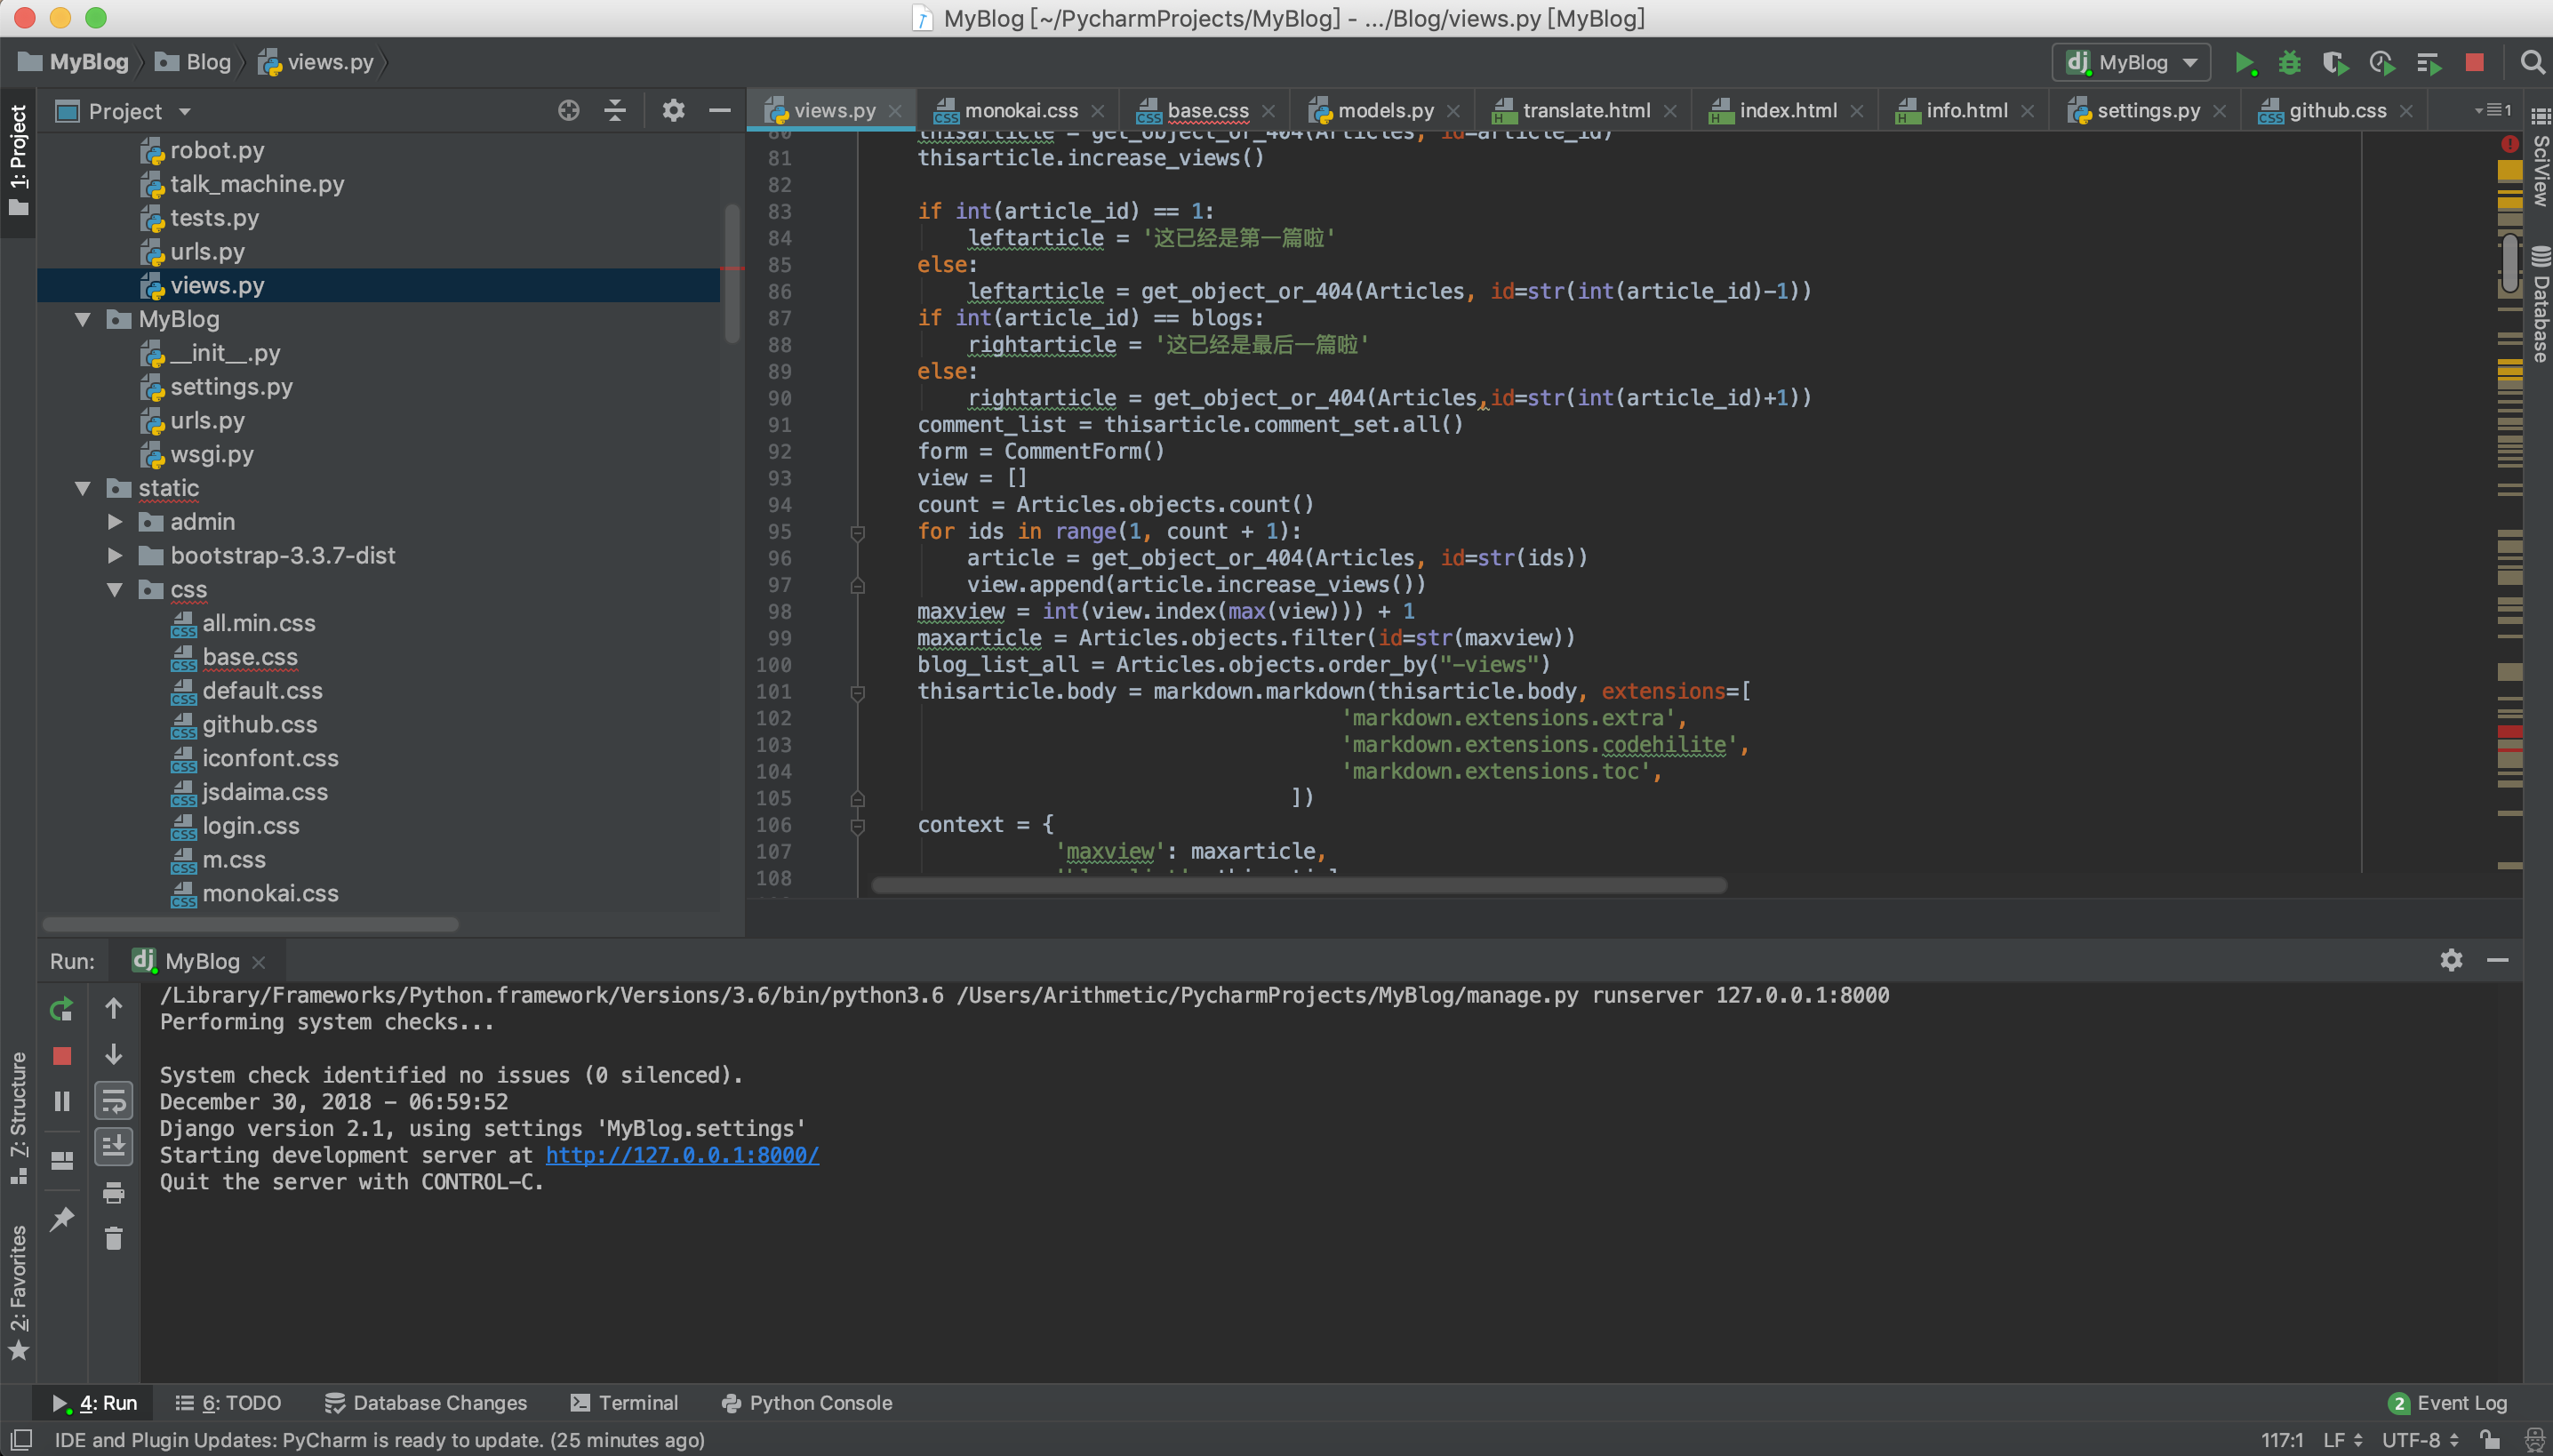 MyBlog [~/PycharmProjects/MyBlog] - .../Blog/views.py [MyBlog]
MyBlog
Blog
views.py
MyBlog
1: Project
Project
robot.py
talk_machine.py
tests.py
urls.py
views.py
MyBlog
__init__.py
settings.py
urls.py
wsgi.py
static
admin
bootstrap-3.3.7-dist
css
all.min.css
base.css
default.css
github.css
iconfont.css
jsdaima.css
login.css
m.css
monokai.css
views.py
monokai.css
base.css
models.py
translate.html
index.html
info.html
settings.py
github.css
1
80 thisarticle = get_object_or_404(Articles, id=article_id)
81 thisarticle.increase_views()
82
83 if int(article_id) == 1:
84 leftarticle = '这已经是第一篇啦'
85 else:
86 leftarticle = get_object_or_404(Articles, id=str(int(article_id)-1))
87 if int(article_id) == blogs:
88 rightarticle = '这已经是最后一篇啦'
89 else:
90 rightarticle = get_object_or_404(Articles,id=str(int(article_id)+1))
91 comment_list = thisarticle.comment_set.all()
92 form = CommentForm()
93 view = []
94 count = Articles.objects.count()
95 for ids in range(1, count + 1):
96 article = get_object_or_404(Articles, id=str(ids))
97 view.append(article.increase_views())
98 maxview = int(view.index(max(view))) + 1
99 maxarticle = Articles.objects.filter(id=str(maxview))
100 blog_list_all = Articles.objects.order_by("-views")
101 thisarticle.body = markdown.markdown(thisarticle.body, extensions=[
102 'markdown.extensions.extra',
103 'markdown.extensions.codehilite',
104 'markdown.extensions.toc',
105 ])
106 context = {
107 'maxview': maxarticle,
108
SciView
Database
Run:
MyBlog
/Library/Frameworks/Python.framework/Versions/3.6/bin/python3.6 /Users/Arithmetic/PycharmProjects/MyBlog/manage.py runserver 127.0.0.1:8000
Performing system checks...
System check identified no issues (0 silenced).
December 30, 2018 - 06:59:52
Django version 2.1, using settings 'MyBlog.settings'
Starting development server at http://127.0.0.1:8000/
Quit the server with CONTROL-C.
7: Structure
2: Favorites
4: Run
6: TODO
Database Changes
Terminal
Python Console
2 Event Log
IDE and Plugin Updates: PyCharm is ready to update. (25 minutes ago)
117:1
LF
UTF-8